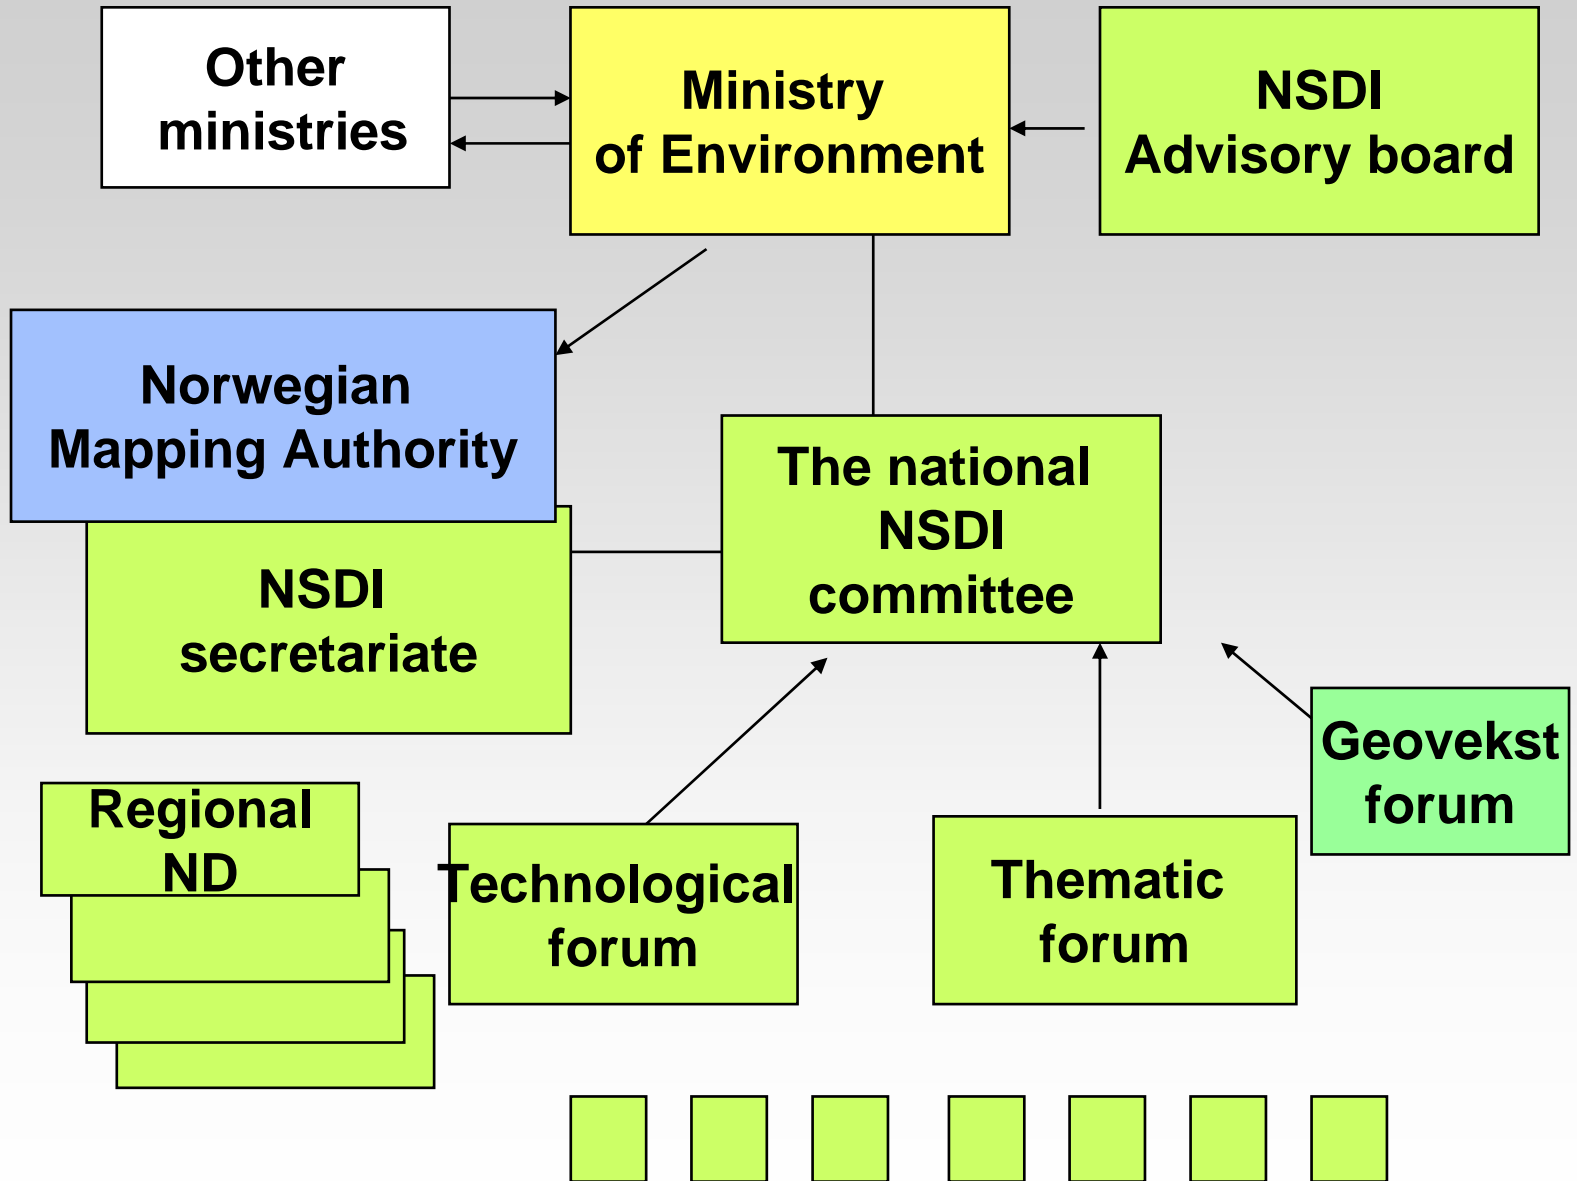 Other
ministries
Ministry
of Environment
NSDI
Advisory board
Norwegian
Mapping Authority
The national
NSDI
committee
NSDI
secretariate
Geovekst
forum
Regional
ND
Technological
forum
Thematic
forum